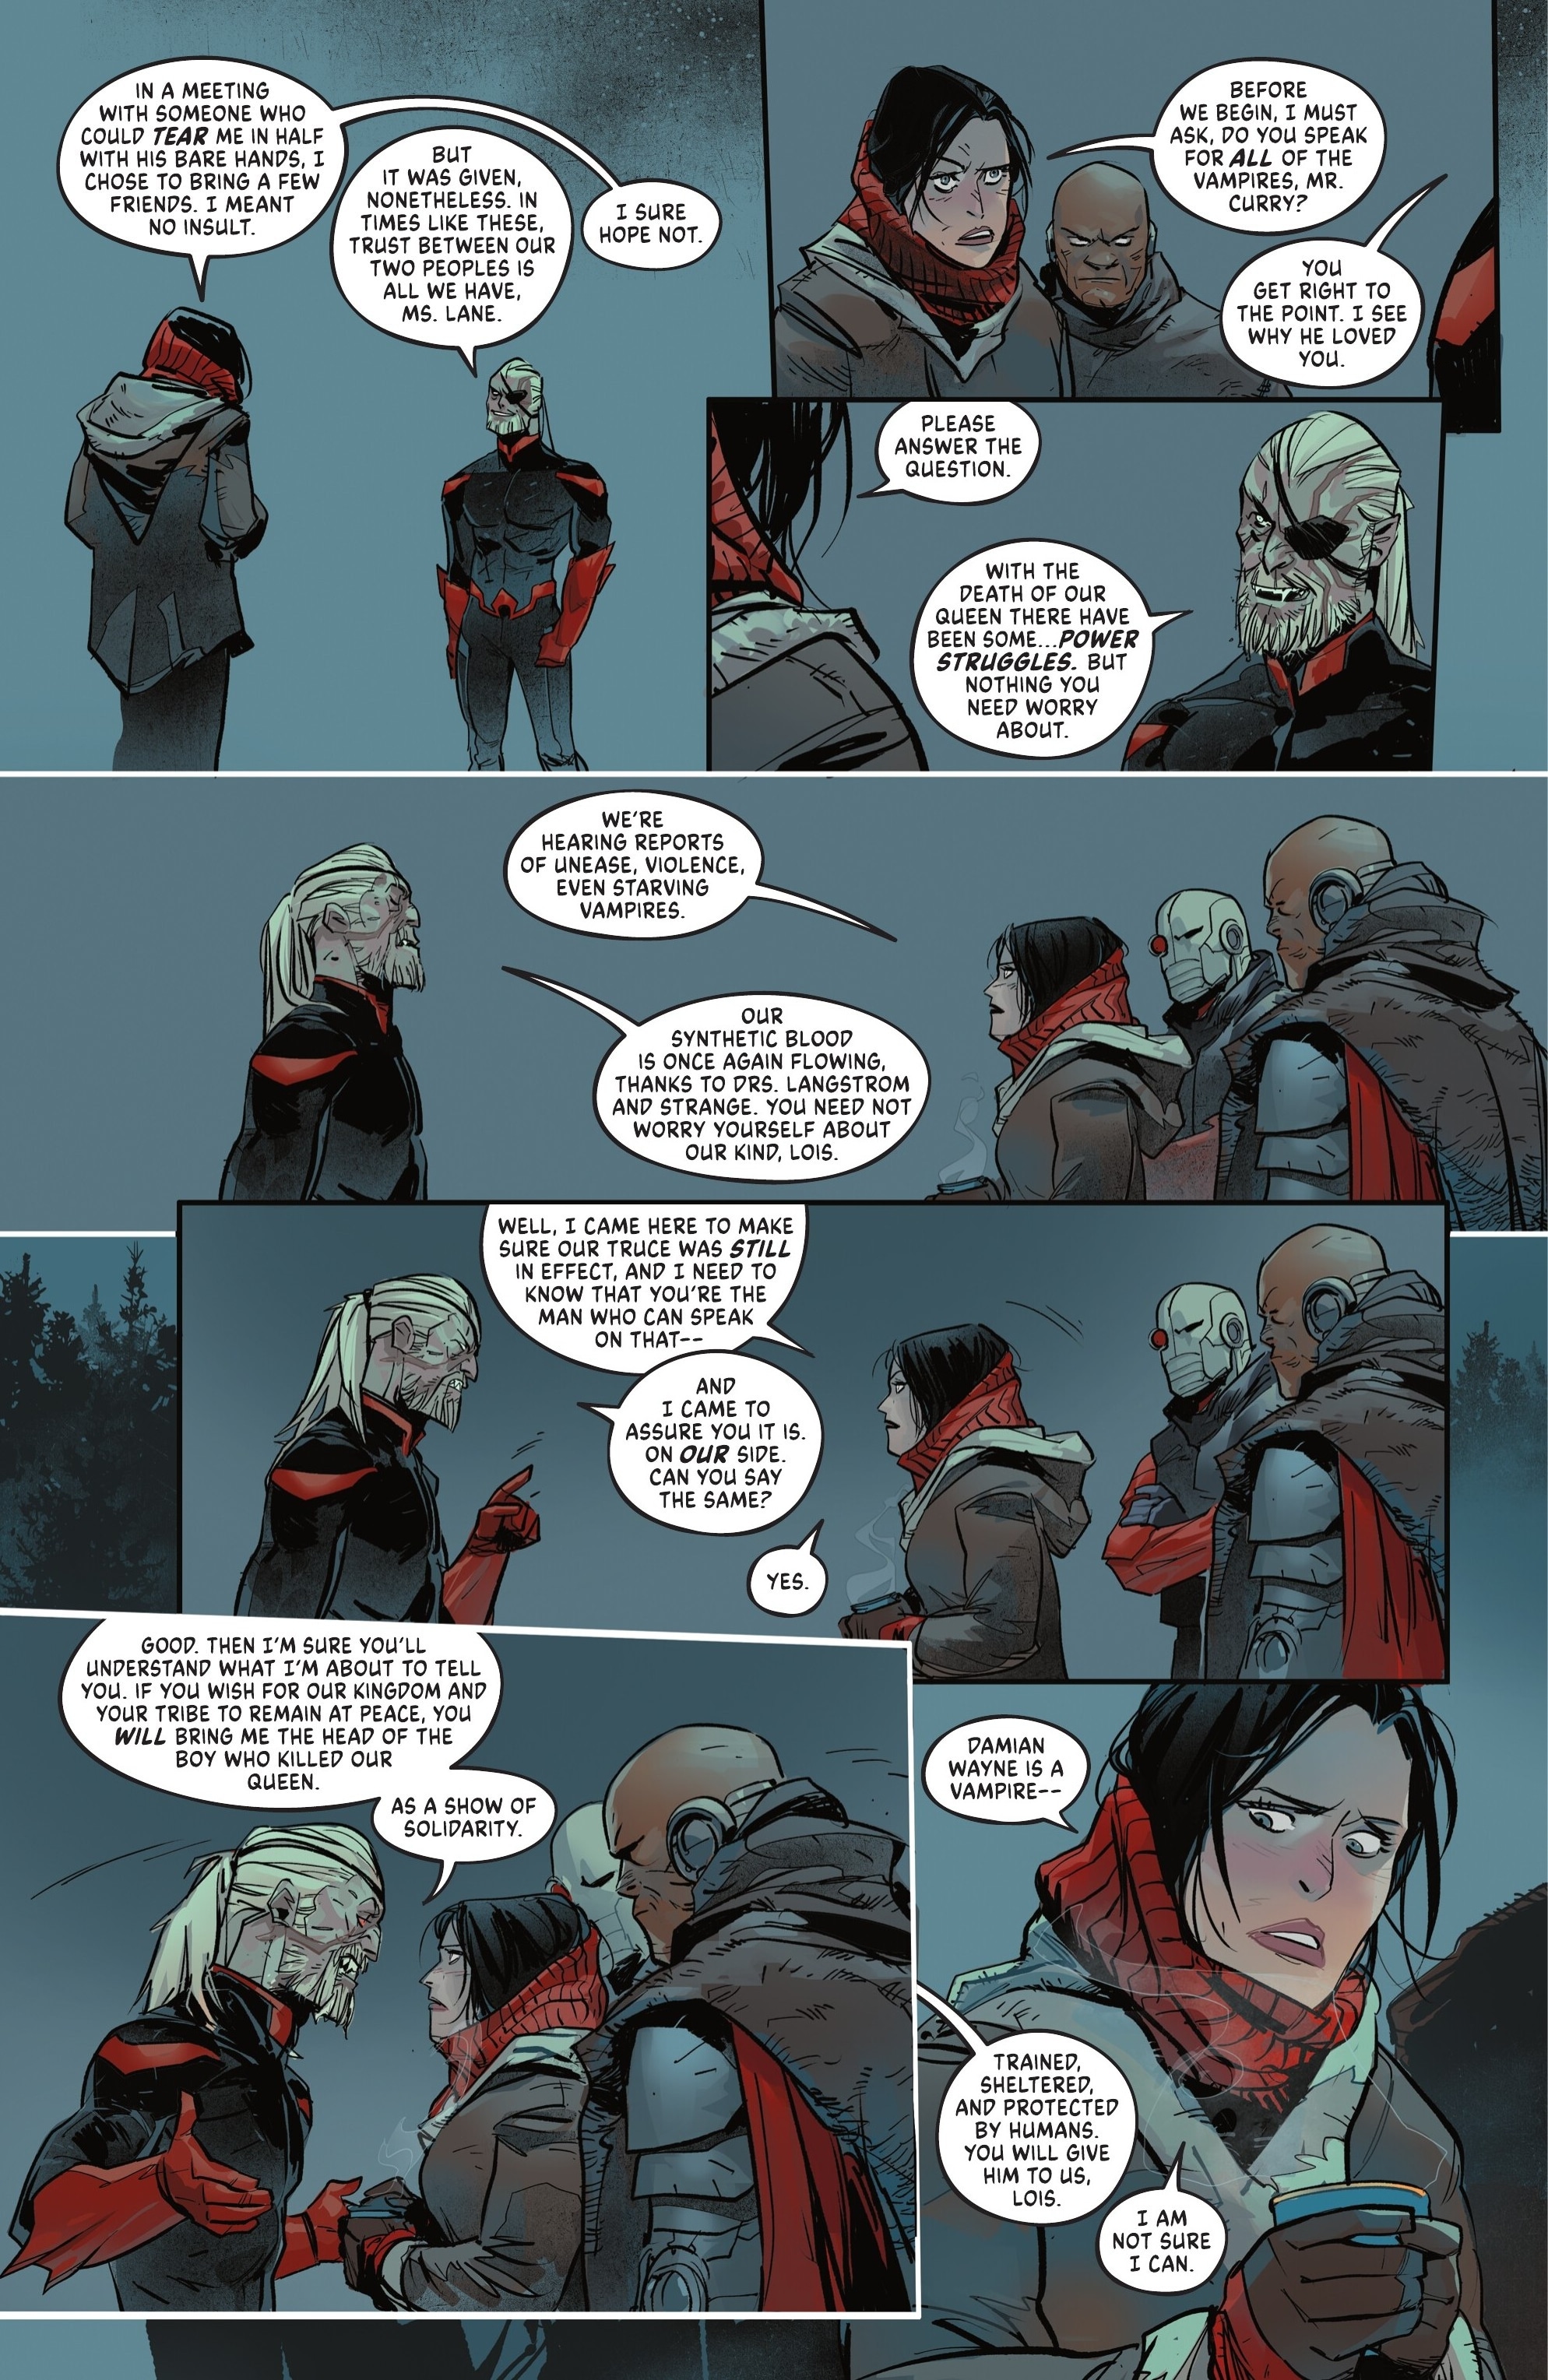 IN A MEETING
WITH SOMEONE WHO
COULD TEAR ME IN HALF
WITH HIS BARE HANDS, I
CHOSE TO BRING A FEW
FRIENDS. I MEANT
NO INSULT.
BUT
IT WAS GIVEN,
NONETHELESS. IN
TIMES LIKE THESE,
TRUST BETWEEN OUR
TWO PEOPLES IS
ALL WE HAVE,
MS. LANE.
I SURE
HOPE NOT.
BEFORE
WE BEGIN, I MUST
ASK, DO YOU SPEAK
FOR ALL OF THE
VAMPIRES, MR.
CURRY?
YOU
GET RIGHT TO
THE POINT. I SEE
WHY HE LOVED
YOU.
PLEASE
ANSWER THE
QUESTION.
WITH THE
DEATH OF OUR
QUEEN THERE HAVE
BEEN SOME...POWER
STRUGGLES. BUT
NOTHING YOU
NEED WORRY
ABOUT.
WE'RE
HEARING REPORTS
OF UNEASE, VIOLENCE,
EVEN STARVING
VAMPIRES.
OUR
SYNTHETIC BLOOD
IS ONCE AGAIN FLOWING,
THANKS TO DRS. LANGSTROM
AND STRANGE. YOU NEED NOT
WORRY YOURSELF ABOUT
OUR KIND, LOIS.
WELL, I CAME HERE TO MAKE
SURE OUR TRUCE WAS STILL
IN EFFECT, AND I NEED TO
KNOW THAT YOU'RE THE
MAN WHO CAN SPEAK
ON THAT--
AND
I CAME TO
ASSURE YOU IT IS.
ON OUR SIDE.
CAN YOU SAY
THE SAME?
YES.
GOOD. THEN I'M SURE YOU'LL
UNDERSTAND WHAT I'M ABOUT TO TELL
YOU. IF YOU WISH FOR OUR KINGDOM AND
YOUR TRIBE TO REMAIN AT PEACE, YOU
WILL BRING ME THE HEAD OF THE
BOY WHO KILLED OUR
QUEEN.
AS A SHOW OF
SOLIDARITY.
DAMIAN
WAYNE IS A
VAMPIRE--
TRAINED,
SHELTERED,
AND PROTECTED
BY HUMANS.
YOU WILL GIVE
HIM TO US,
LOIS.
I AM
NOT SURE
I CAN.